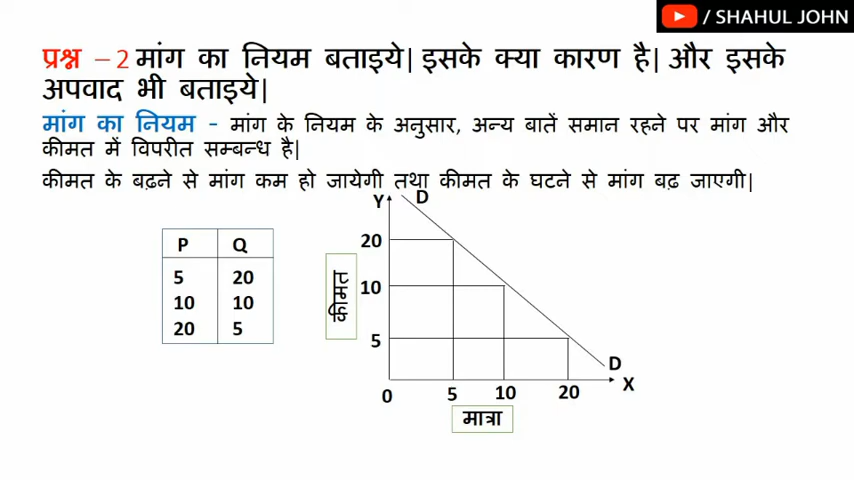 / SHAHUL JOHN
प्रश्न – 2 मांग का नियम बताइये| इसके क्या कारण है| और इसके
अपवाद भी बताइये|
मांग का नियम - मांग के नियम के अनुसार, अन्य बातें समान रहने पर मांग और
कीमत में विपरीत सम्बन्ध है|
कीमत के बढ़ने से मांग कम हो जायेगी तथा कीमत के घटने से मांग बढ़ जाएगी|
P Q
5 20
10 10
20 5
Y D
20
10
5
कीमत
D
X
0 5 10 20
मात्रा